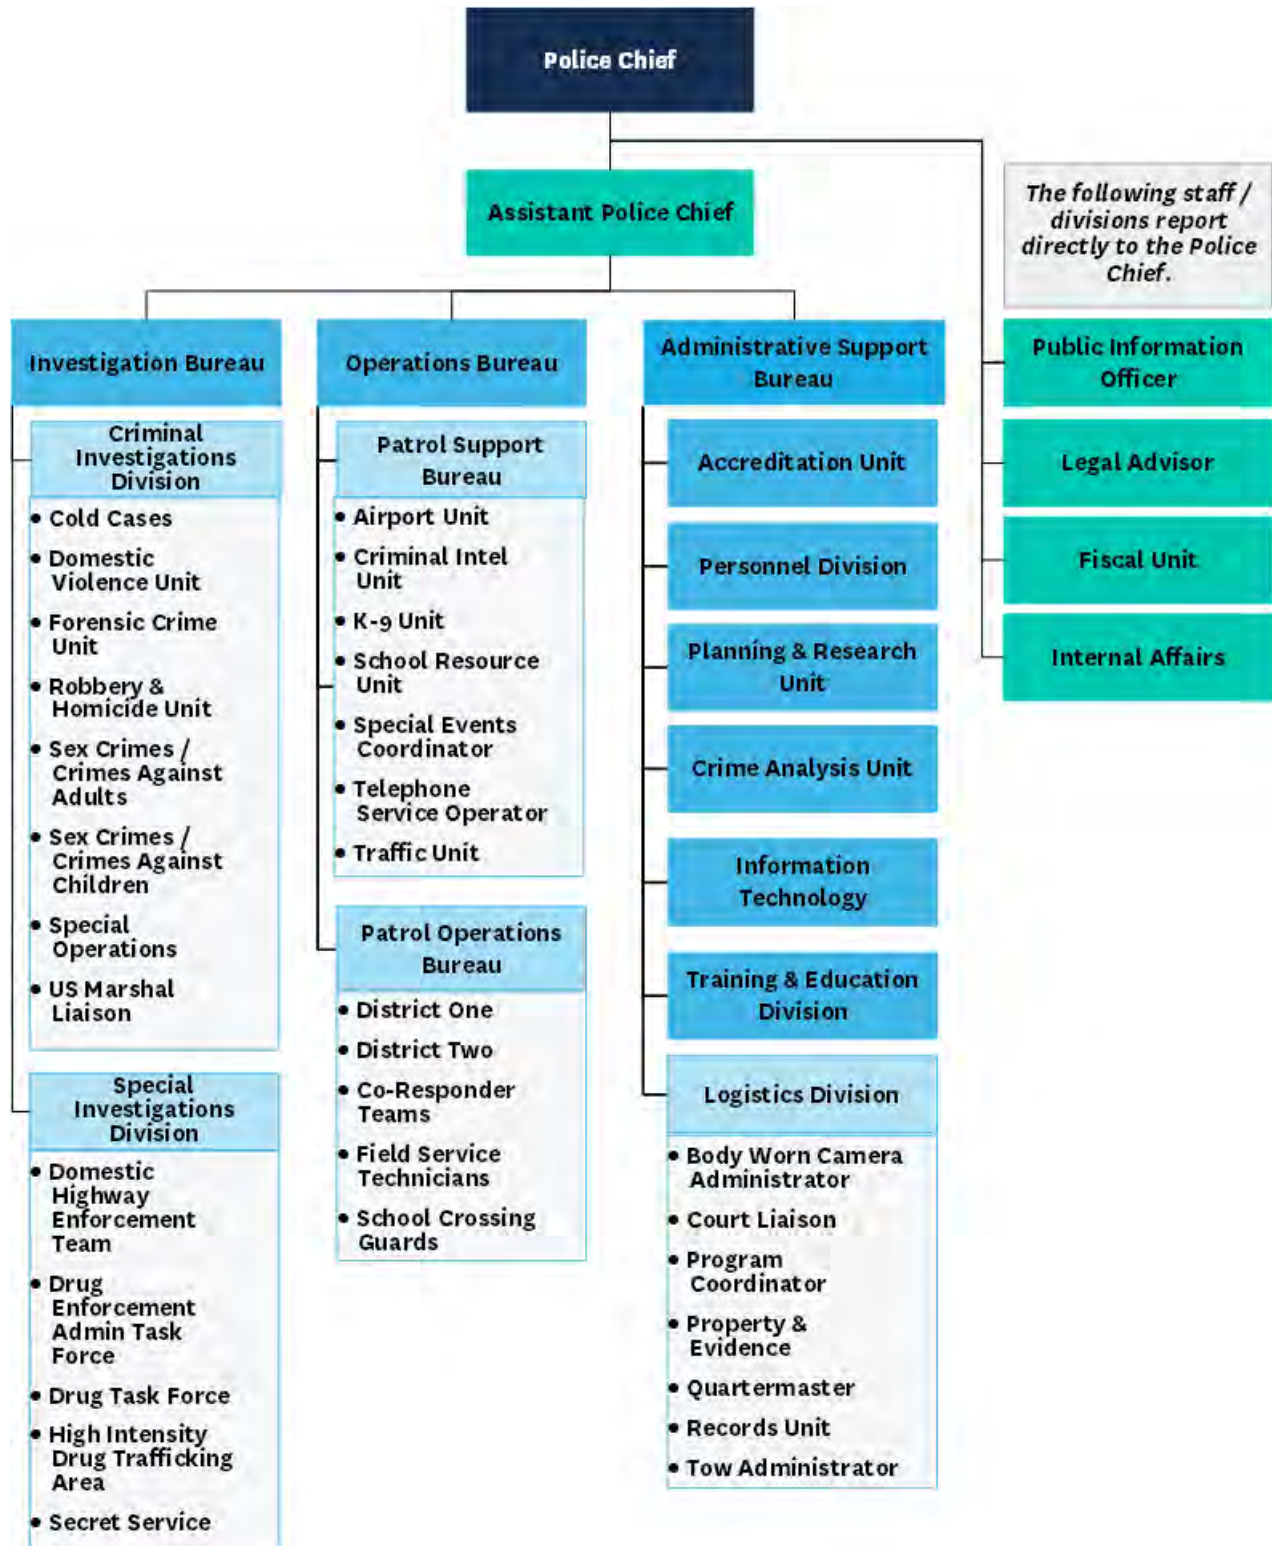 Police Chief
Assistant Police Chief
The following staff /
divisions report
directly to the Police
Chief.
Investigation Bureau
Criminal
Investigations
Division
• Cold Cases
• Domestic
Violence Unit
• Forensic Crime
Unit
• Robbery &
Homicide Unit
• Sex Crimes /
Crimes Against
Adults
• Sex Crimes /
Crimes Against
Children
• Special
Operations
• US Marshal
Liaison
Special
Investigations
Division
• Domestic
Highway
Enforcement
Team
• Drug
Enforcement
Admin Task
Force
• Drug Task Force
• High Intensity
Drug Trafficking
Area
• Secret Service
Operations Bureau
Patrol Support
Bureau
• Airport Unit
• Criminal Intel
Unit
• K-9 Unit
• School Resource
Unit
• Special Events
Coordinator
• Telephone
Service Operator
• Traffic Unit
Patrol Operations
Bureau
• District One
• District Two
• Co-Responder
Teams
• Field Service
Technicians
• School Crossing
Guards
Administrative Support
Bureau
Accreditation Unit
Personnel Division
Planning & Research
Unit
Crime Analysis Unit
Information
Technology
Training & Education
Division
Logistics Division
• Body Worn Camera
Administrator
• Court Liaison
• Program
Coordinator
• Property &
Evidence
• Quartermaster
• Records Unit
• Tow Administrator
Public Information
Officer
Legal Advisor
Fiscal Unit
Internal Affairs